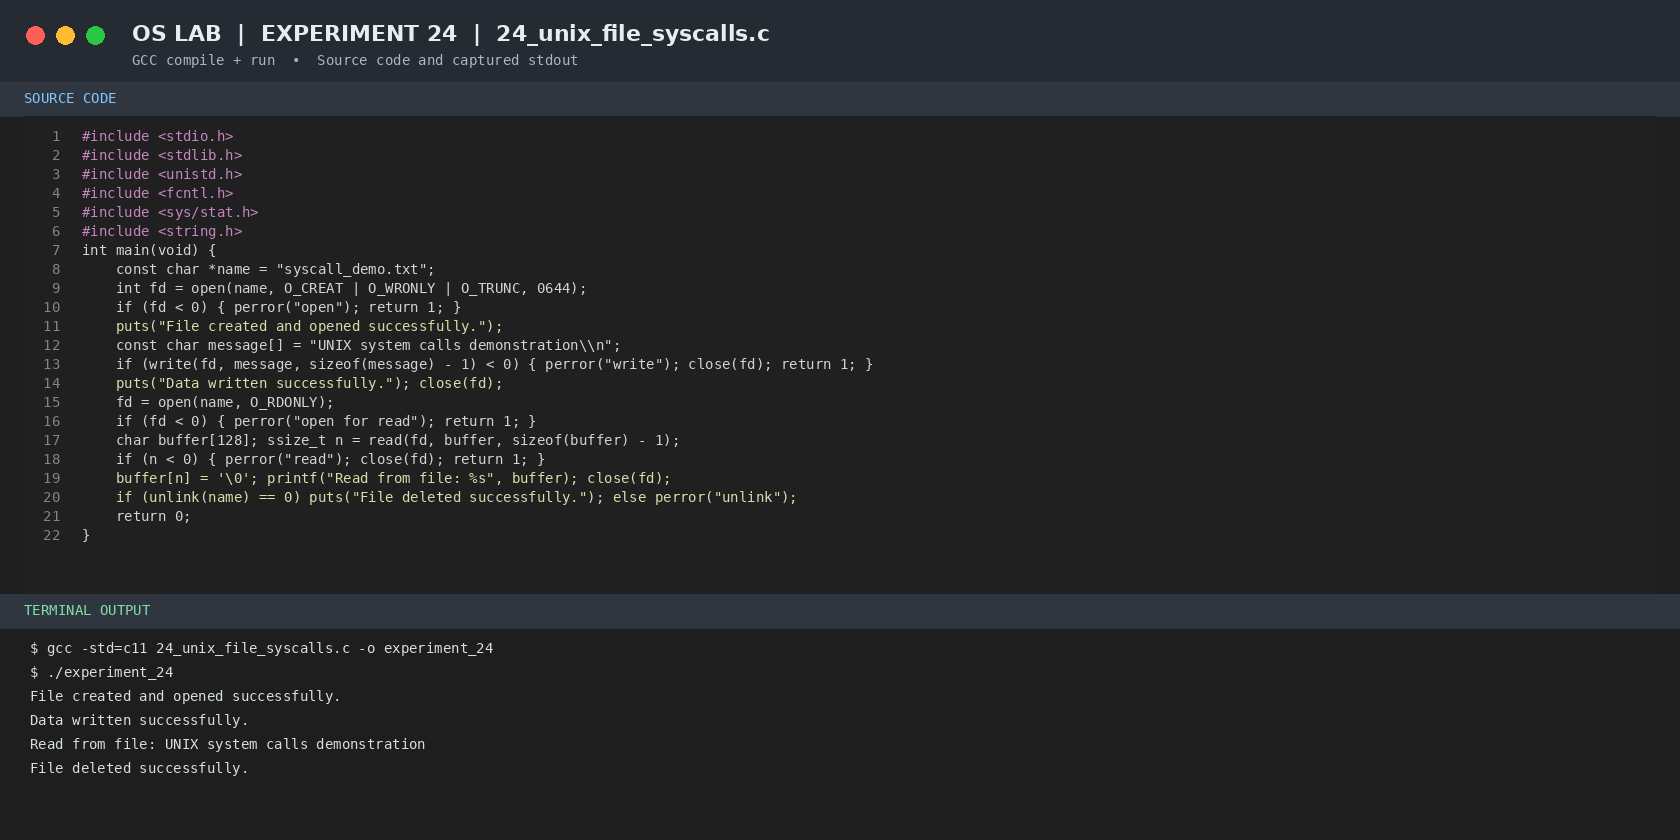 OS LAB | EXPERIMENT 24 | 24_unix_file_syscalls.c
GCC compile + run • Source code and captured stdout
SOURCE CODE
1 #include <stdio.h>
2 #include <stdlib.h>
3 #include <unistd.h>
4 #include <fcntl.h>
5 #include <sys/stat.h>
6 #include <string.h>
7 int main(void) {
8     const char *name = "syscall_demo.txt";
9     int fd = open(name, O_CREAT | O_WRONLY | O_TRUNC, 0644);
10     if (fd < 0) { perror("open"); return 1; }
11     puts("File created and opened successfully.");
12     const char message[] = "UNIX system calls demonstration\\n";
13     if (write(fd, message, sizeof(message) - 1) < 0) { perror("write"); close(fd); return 1; }
14     puts("Data written successfully."); close(fd);
15     fd = open(name, O_RDONLY);
16     if (fd < 0) { perror("open for read"); return 1; }
17     char buffer[128]; ssize_t n = read(fd, buffer, sizeof(buffer) - 1);
18     if (n < 0) { perror("read"); close(fd); return 1; }
19     buffer[n] = '\0'; printf("Read from file: %s", buffer); close(fd);
20     if (unlink(name) == 0) puts("File deleted successfully."); else perror("unlink");
21     return 0;
22 }
TERMINAL OUTPUT
$ gcc -std=c11 24_unix_file_syscalls.c -o experiment_24
$ ./experiment_24
File created and opened successfully.
Data written successfully.
Read from file: UNIX system calls demonstration
File deleted successfully.